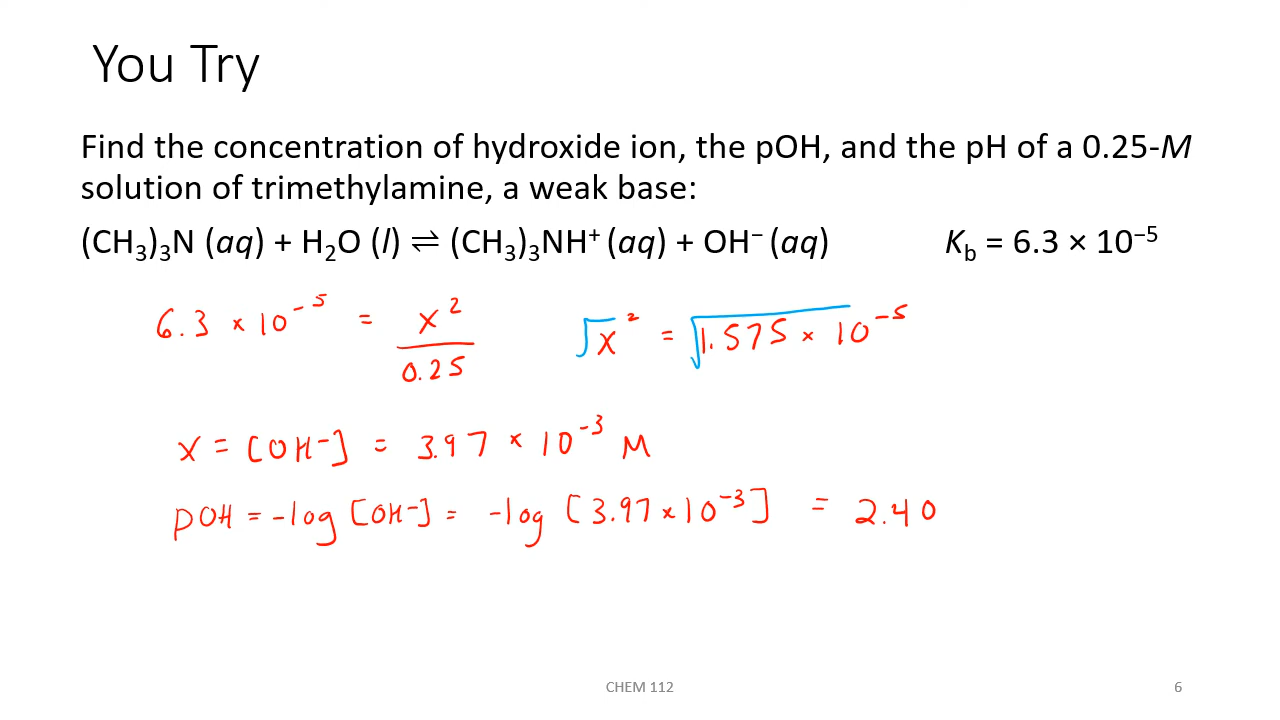 You Try
Find the concentration of hydroxide ion, the pOH, and the pH of a 0.25-M
solution of trimethylamine, a weak base:
(CH₃)₃N (aq) + H₂O (l) ⇌ (CH₃)₃NH⁺ (aq) + OH⁻ (aq) K_b = 6.3 × 10⁻⁵
6.3 × 10⁻⁵ = x²/0.25 √x² = √1.575 × 10⁻⁵
x = [OH⁻] = 3.97 × 10⁻³ M
pOH = -log [OH⁻] = -log [3.97 × 10⁻³] = 2.40
CHEM 112 6